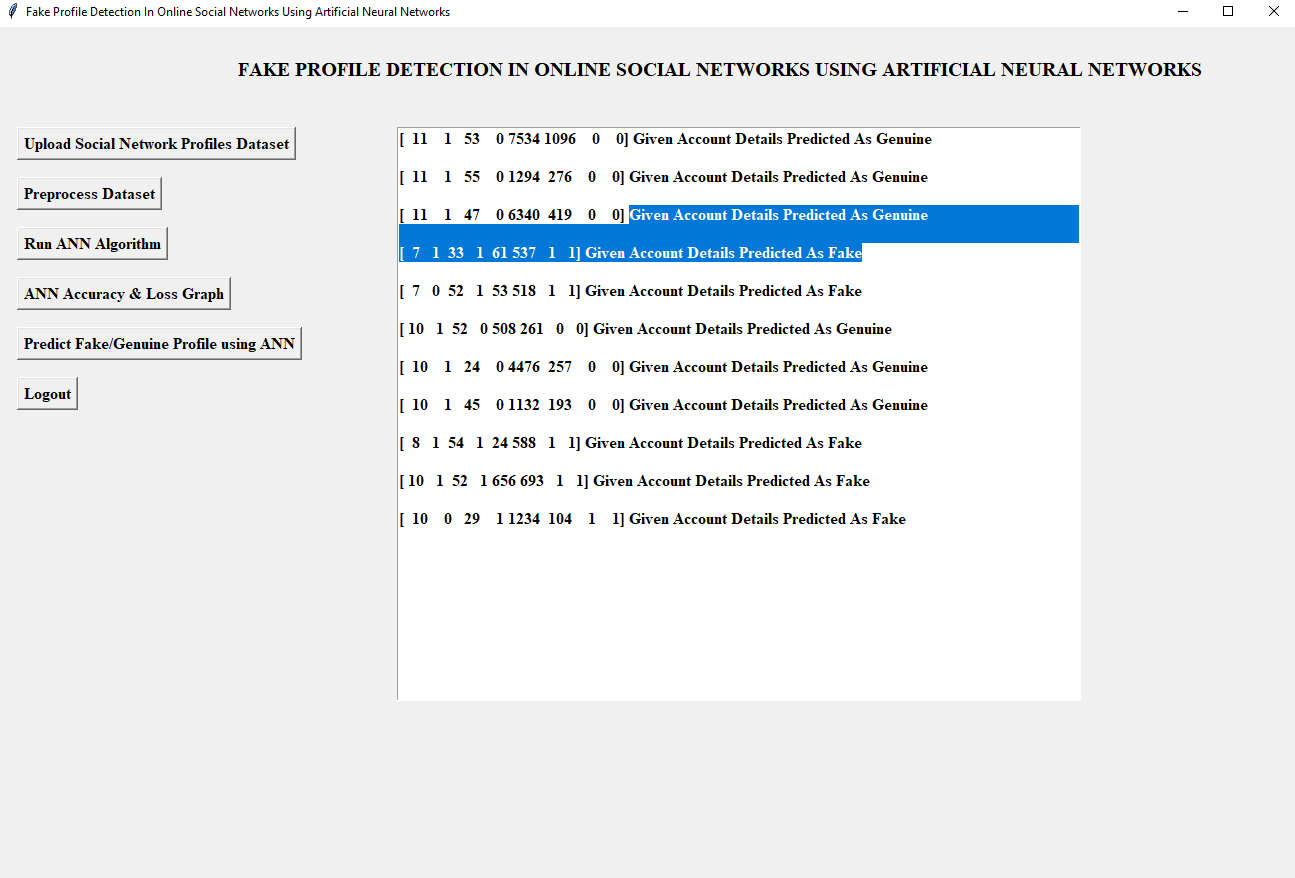 Fake Profile Detection In Online Social Networks Using Artificial Neural Networks
FAKE PROFILE DETECTION IN ONLINE SOCIAL NETWORKS USING ARTIFICIAL NEURAL NETWORKS
Upload Social Network Profiles Dataset
Preprocess Dataset
Run ANN Algorithm
ANN Accuracy & Loss Graph
Predict Fake/Genuine Profile using ANN
Logout
[ 11 1 53 0 7534 1096 0 0] Given Account Details Predicted As Genuine
[ 11 1 55 0 1294 276 0 0] Given Account Details Predicted As Genuine
[ 11 1 47 0 6340 419 0 0] Given Account Details Predicted As Genuine
[ 7 1 33 1 61 537 1 1] Given Account Details Predicted As Fake
[ 7 0 52 1 53 518 1 1] Given Account Details Predicted As Fake
[ 10 1 52 0 508 261 0 0] Given Account Details Predicted As Genuine
[ 10 1 24 0 4476 257 0 0] Given Account Details Predicted As Genuine
[ 10 1 45 0 1132 193 0 0] Given Account Details Predicted As Genuine
[ 8 1 54 1 24 588 1 1] Given Account Details Predicted As Fake
[ 10 1 52 1 656 693 1 1] Given Account Details Predicted As Fake
[ 10 0 29 1 1234 104 1 1] Given Account Details Predicted As Fake